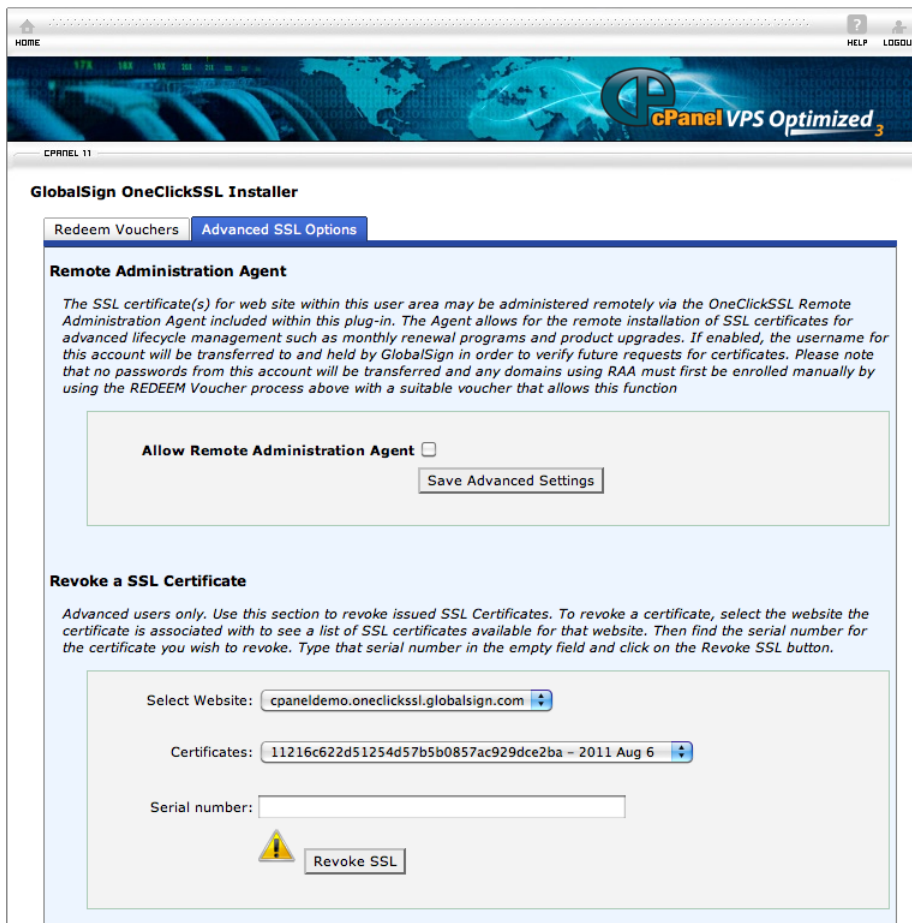 HOME
HELP
LOGOU
17X 18X 19X
cPanel VPS Optimized 3
CPANEL 11
GlobalSign OneClickSSL Installer
Redeem Vouchers
Advanced SSL Options
Remote Administration Agent
The SSL certificate(s) for web site within this user area may be administered remotely via the OneClickSSL Remote
Administration Agent included within this plug-in. The Agent allows for the remote installation of SSL certificates for
advanced lifecycle management such as monthly renewal programs and product upgrades. If enabled, the username for
this account will be transferred to and held by GlobalSign in order to verify future requests for certificates. Please note
that no passwords from this account will be transferred and any domains using RAA must first be enrolled manually by
using the REDEEM Voucher process above with a suitable voucher that allows this function
Allow Remote Administration Agent
Save Advanced Settings
Revoke a SSL Certificate
Advanced users only. Use this section to revoke issued SSL Certificates. To revoke a certificate, select the website the
certificate is associated with to see a list of SSL certificates available for that website. Then find the serial number for
the certificate you wish to revoke. Type that serial number in the empty field and click on the Revoke SSL button.
Select Website: cpaneldemo.oneclickssl.globalsign.com
Certificates: 11216c622d51254d57b5b0857ac929dce2ba – 2011 Aug 6
Serial number:
Revoke SSL